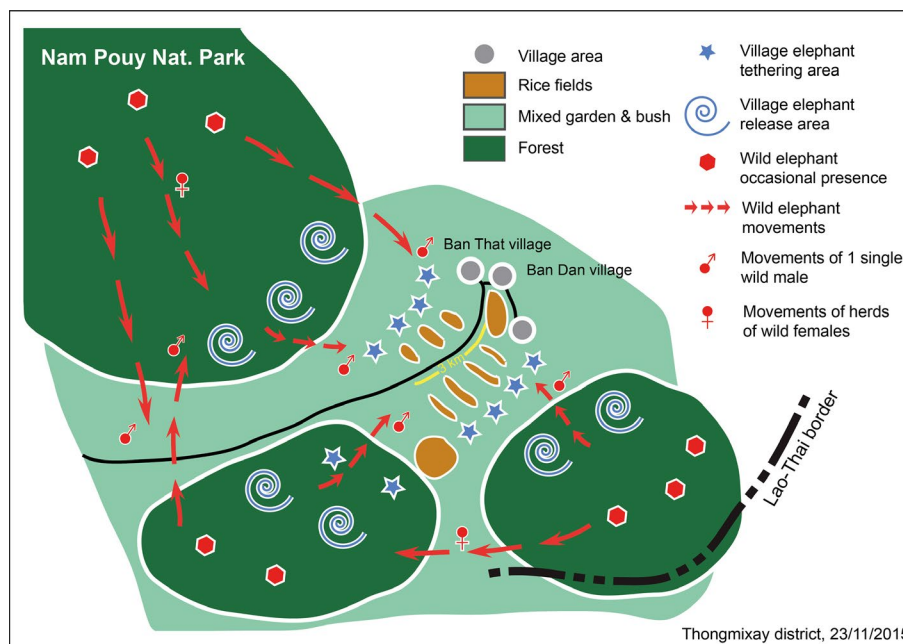 Nam Pouy Nat. Park
Village area
Rice fields
Mixed garden & bush
Forest
Village elephant
tethering area
Village elephant
release area
Wild elephant
occasional presence
Wild elephant
movements
Movements of 1 single
wild male
Movements of herds
of wild females
Ban That village
Ban Dan village
3 km
Lao-Thai border
Thongmixay district, 23/11/2015